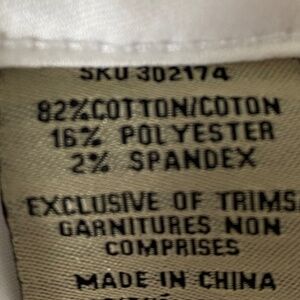 SKU 302174
82%COTTON/COTON
16% POLYESTER
2% SPANDEX
EXCLUSIVE OF TRIMS
GARNITURES NON
COMPRISES
MADE IN CHINA